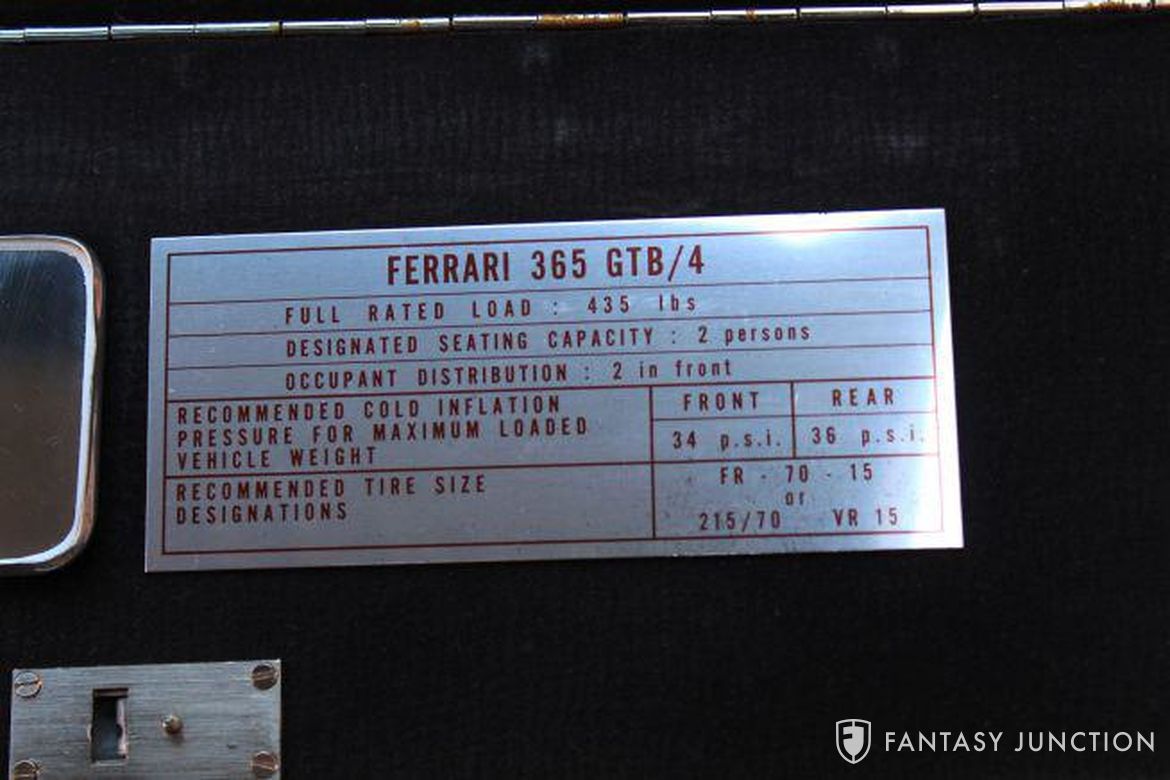 FERRARI 365 GTB/4
FULL RATED LOAD : 435 lbs
DESIGNATED SEATING CAPACITY : 2 persons
OCCUPANT DISTRIBUTION : 2 in front
RECOMMENDED COLD INFLATION
PRESSURE FOR MAXIMUM LOADED
VEHICLE WEIGHT
FRONT REAR
34 p.s.i. 36 p.s.i.
RECOMMENDED TIRE SIZE
DESIGNATIONS
FR - 70 - 15
or
215/70 VR 15
FANTASY JUNCTION